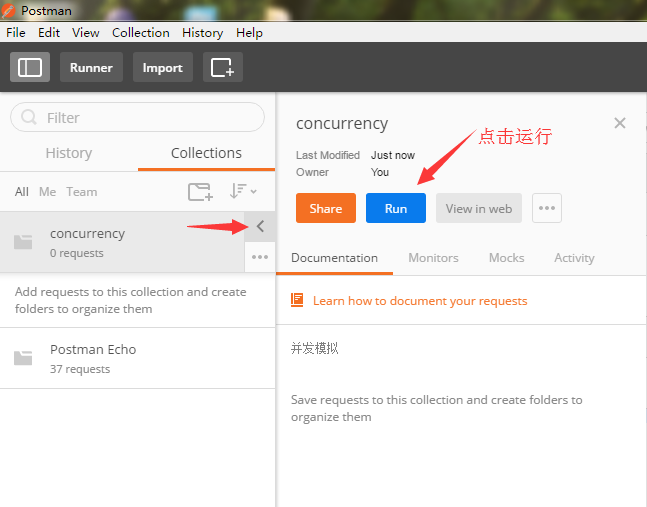 Postman
File Edit View Collection History Help
Runner Import
Filter
History Collections
All Me Team
concurrency
0 requests
Add requests to this collection and create
folders to organize them
Postman Echo
37 requests
concurrency
点击运行
Last Modified Just now
Owner You
Share Run View in web
Documentation Monitors Mocks Activity
Learn how to document your requests
并发模拟
Save requests to this collection and create folders to
organize them